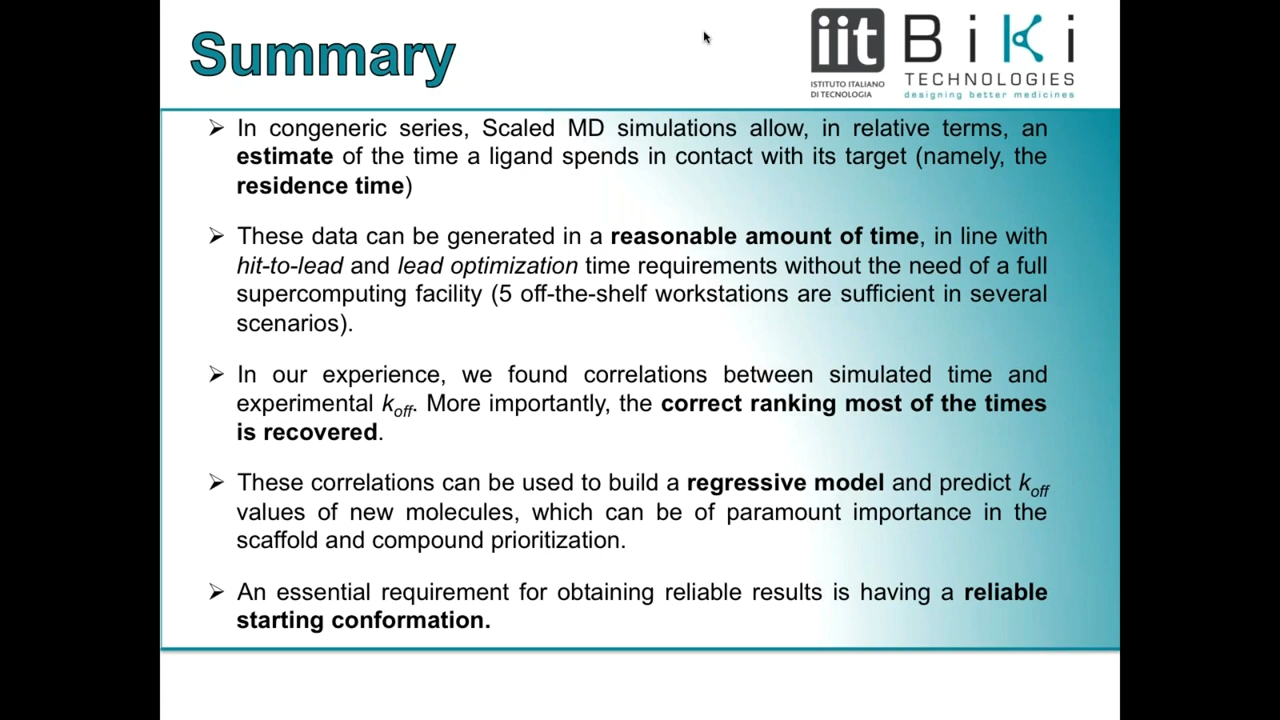 Summary
iit
ISTITUTO ITALIANO
DI TECNOLOGIA
BiKi
TECHNOLOGIES
designing better medicines
➢ In congeneric series, Scaled MD simulations allow, in relative terms, an
estimate of the time a ligand spends in contact with its target (namely, the
residence time)
➢ These data can be generated in a reasonable amount of time, in line with
hit-to-lead and lead optimization time requirements without the need of a full
supercomputing facility (5 off-the-shelf workstations are sufficient in several
scenarios).
➢ In our experience, we found correlations between simulated time and
experimental koff. More importantly, the correct ranking most of the times
is recovered.
➢ These correlations can be used to build a regressive model and predict koff
values of new molecules, which can be of paramount importance in the
scaffold and compound prioritization.
➢ An essential requirement for obtaining reliable results is having a reliable
starting conformation.